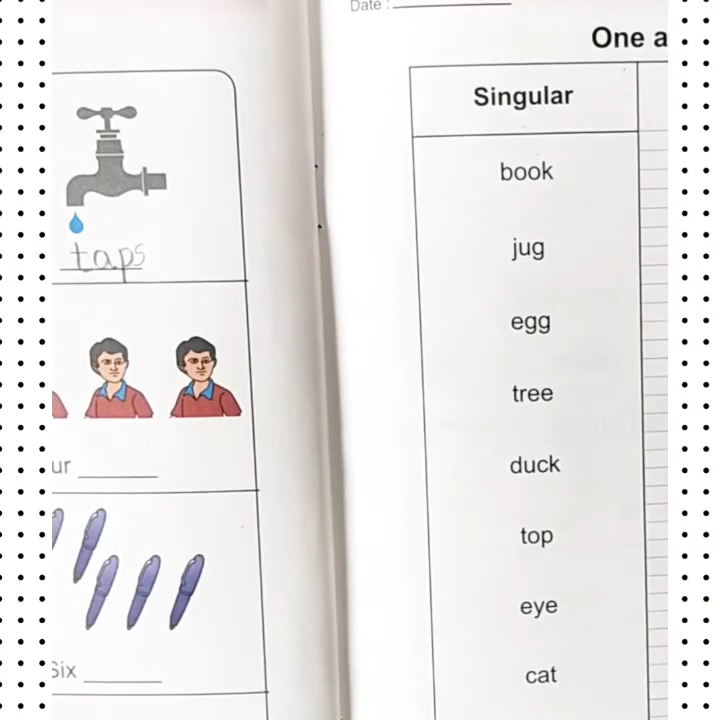 taps
ur
Six
Date :
One a
Singular
book
jug
egg
tree
duck
top
eye
cat